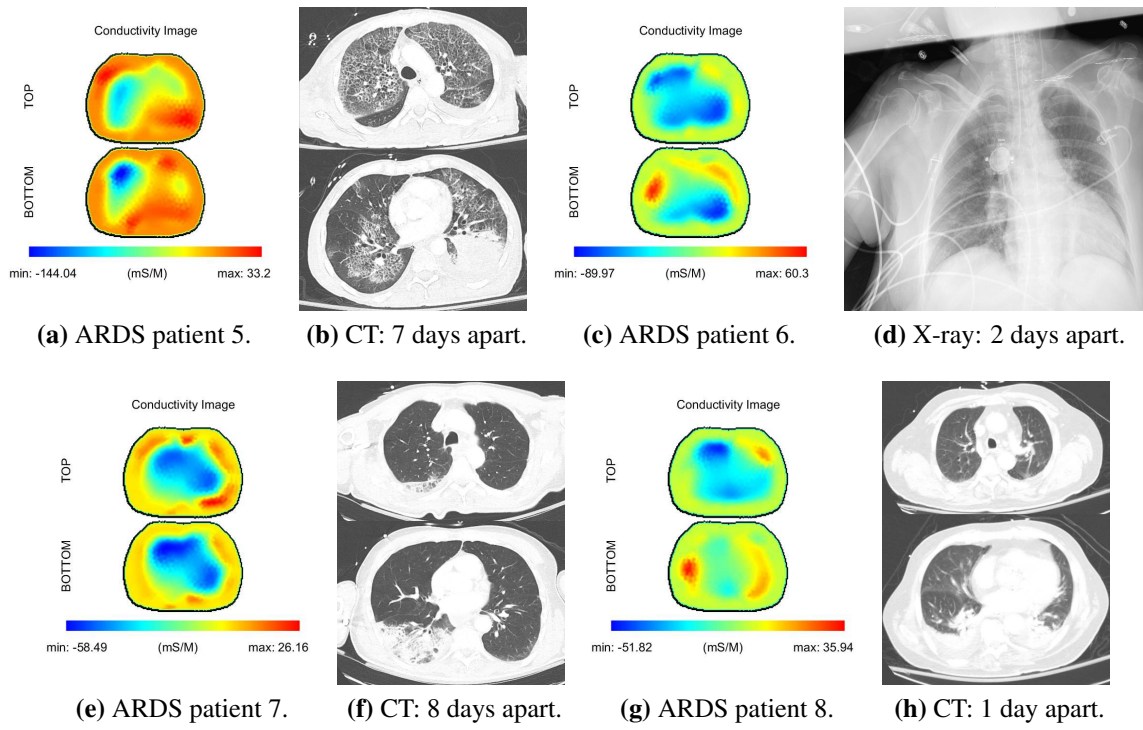 Conductivity Image
TOP
BOTTOM
min: -144.04 (mS/M) max: 33.2
Conductivity Image
TOP
BOTTOM
min: -89.97 (mS/M) max: 60.3
(a) ARDS patient 5. (b) CT: 7 days apart. (c) ARDS patient 6. (d) X-ray: 2 days apart.
Conductivity Image
TOP
BOTTOM
min: -58.49 (mS/M) max: 26.16
Conductivity Image
TOP
BOTTOM
min: -51.82 (mS/M) max: 35.94
(e) ARDS patient 7. (f) CT: 8 days apart. (g) ARDS patient 8. (h) CT: 1 day apart.